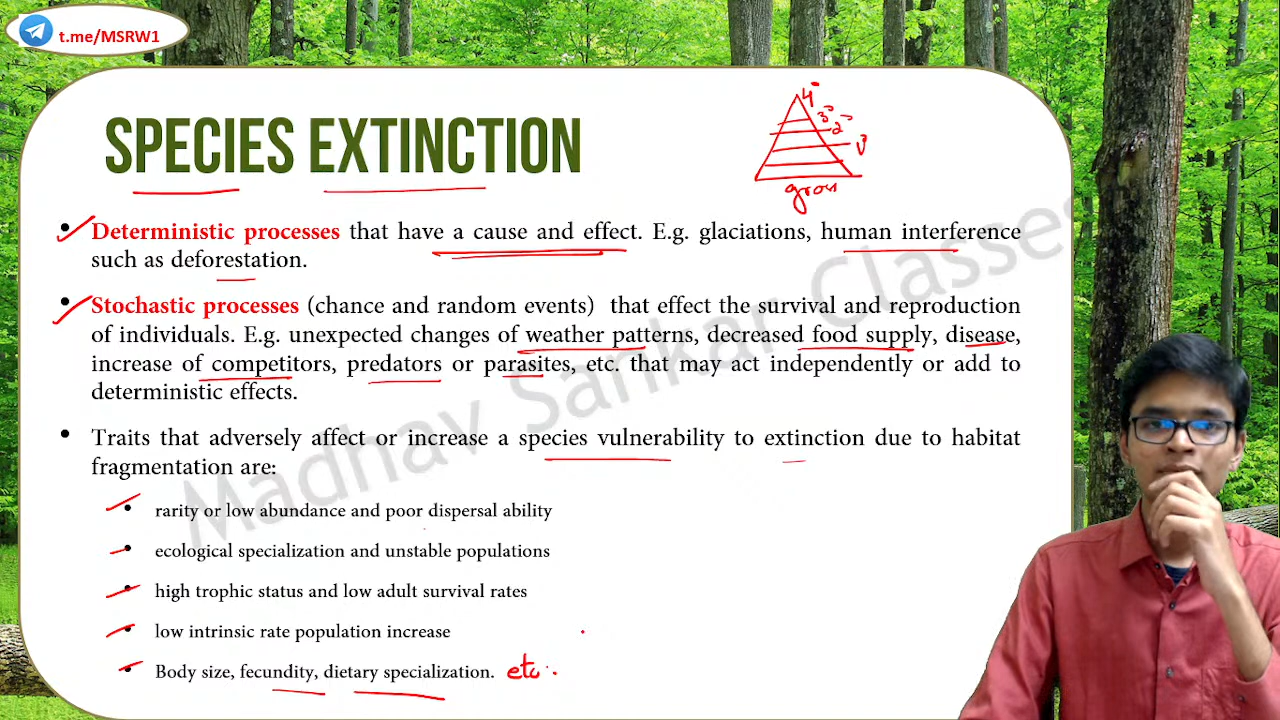 t.me/MSRW1
SPECIES EXTINCTION
4°
3°
2°
1°
grou
• Deterministic processes that have a cause and effect. E.g. glaciations, human interference
such as deforestation.
• Stochastic processes (chance and random events) that effect the survival and reproduction
of individuals. E.g. unexpected changes of weather patterns, decreased food supply, disease,
increase of competitors, predators or parasites, etc. that may act independently or add to
deterministic effects.
• Traits that adversely affect or increase a species vulnerability to extinction due to habitat
fragmentation are:
• rarity or low abundance and poor dispersal ability
• ecological specialization and unstable populations
• high trophic status and low adult survival rates
• low intrinsic rate population increase
• Body size, fecundity, dietary specialization. etc.
Madhav Sankar Classes